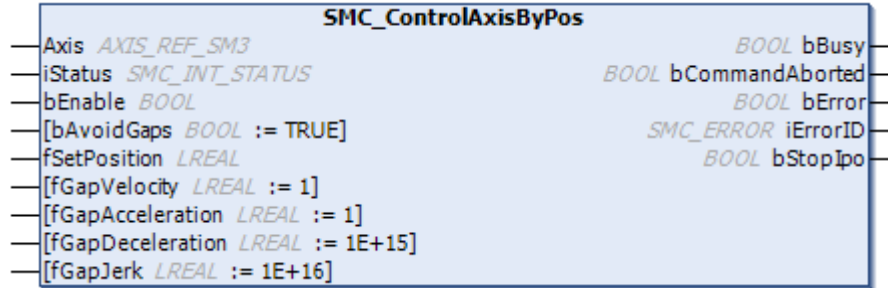 SMC_ControlAxisByPos
Axis AXIS_REF_SM3 BOOL bBusy
iStatus SMC_INT_STATUS BOOL bCommandAborted
bEnable BOOL BOOL bError
[bAvoidGaps BOOL := TRUE] SMC_ERROR iErrorID
fSetPosition LREAL BOOL bStopIpo
[fGapVelocity LREAL := 1]
[fGapAcceleration LREAL := 1]
[fGapDeceleration LREAL := 1E+15]
[fGapJerk LREAL := 1E+16]